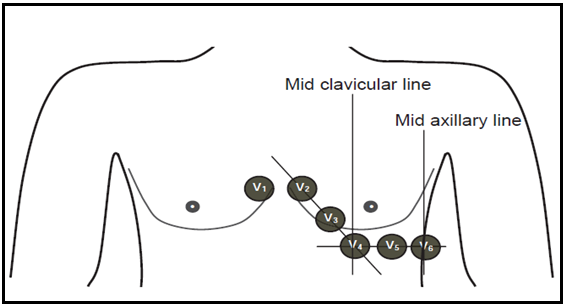 Mid clavicular line
Mid axillary line
V1 V2
V3
V4 V5 V6